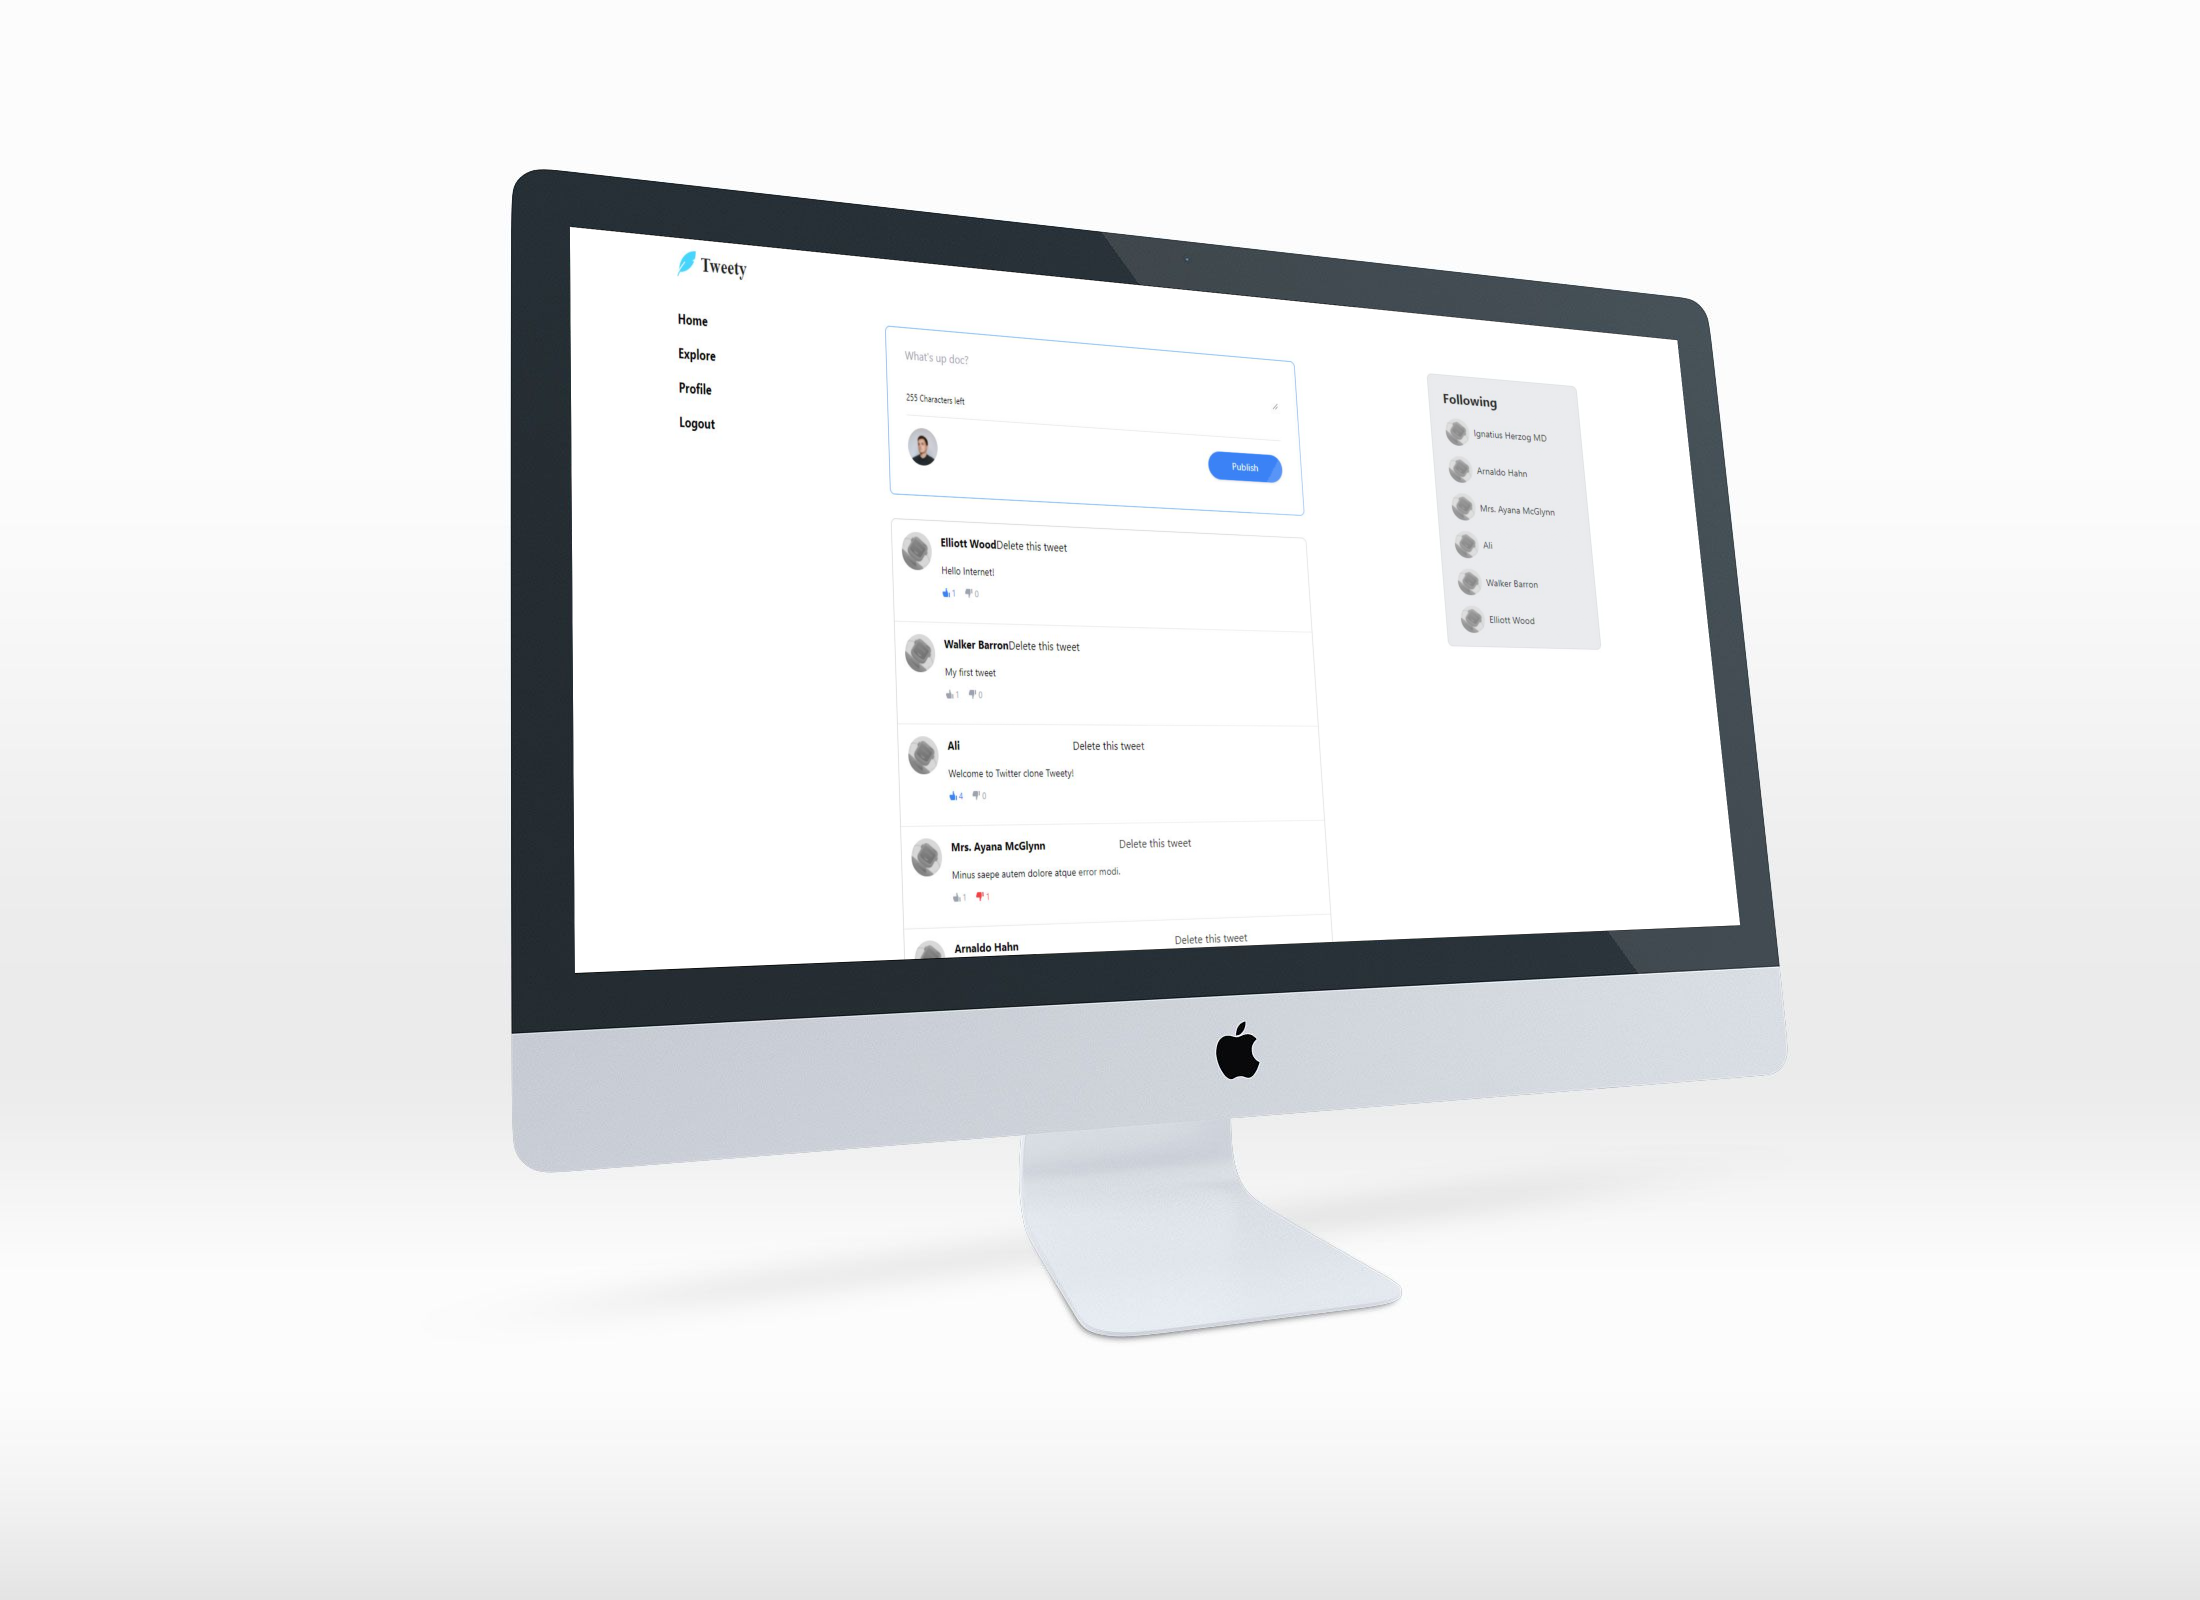 Tweety
Home
Explore
Profile
Logout
What's up doc?
255 Characters left
Publish
Elliott WoodDelete this tweet
Hello Internet!
1 0
Walker BarronDelete this tweet
My first tweet
1 0
Ali Delete this tweet
Welcome to Twitter clone Tweety!
4 0
Mrs. Ayana McGlynn Delete this tweet
Minus saepe autem dolore atque error modi.
1 1
Arnaldo Hahn Delete this tweet
Following
Ignatius Herzog MD
Arnaldo Hahn
Mrs. Ayana McGlynn
Ali
Walker Barron
Elliott Wood